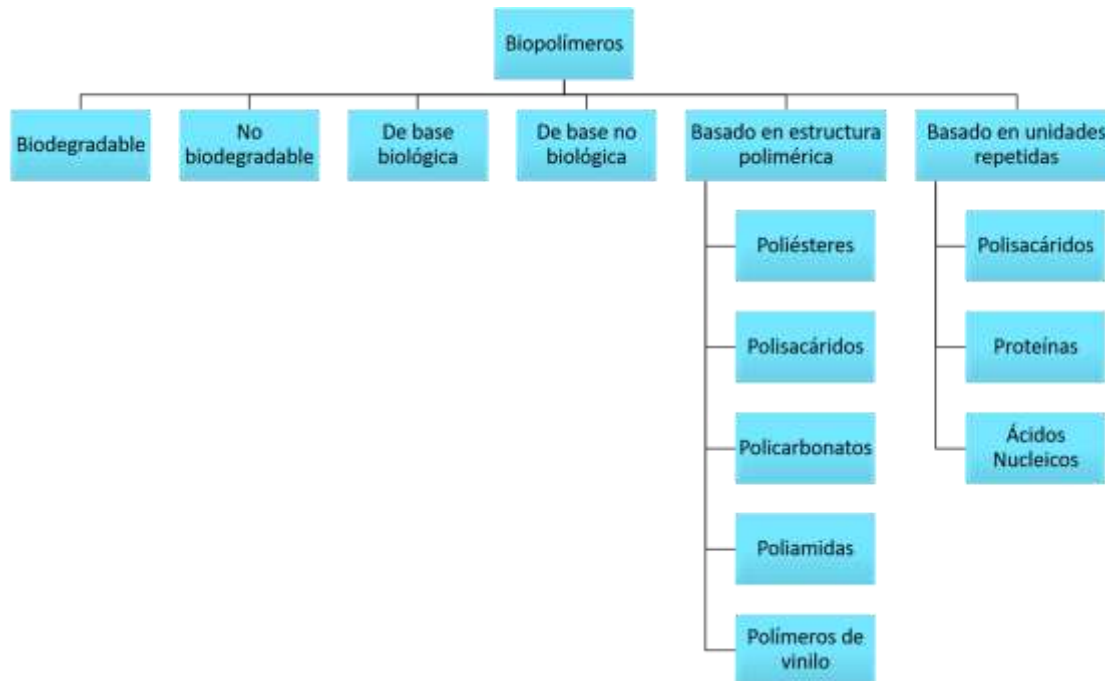 Biopolímeros
Biodegradable
No
biodegradable
De base
biológica
De base no
biológica
Basado en estructura
polimérica
Basado en unidades
repetidas
Poliésteres
Polisacáridos
Policarbonatos
Poliamidas
Polímeros de
vinilo
Polisacáridos
Proteínas
Ácidos
Nucleicos